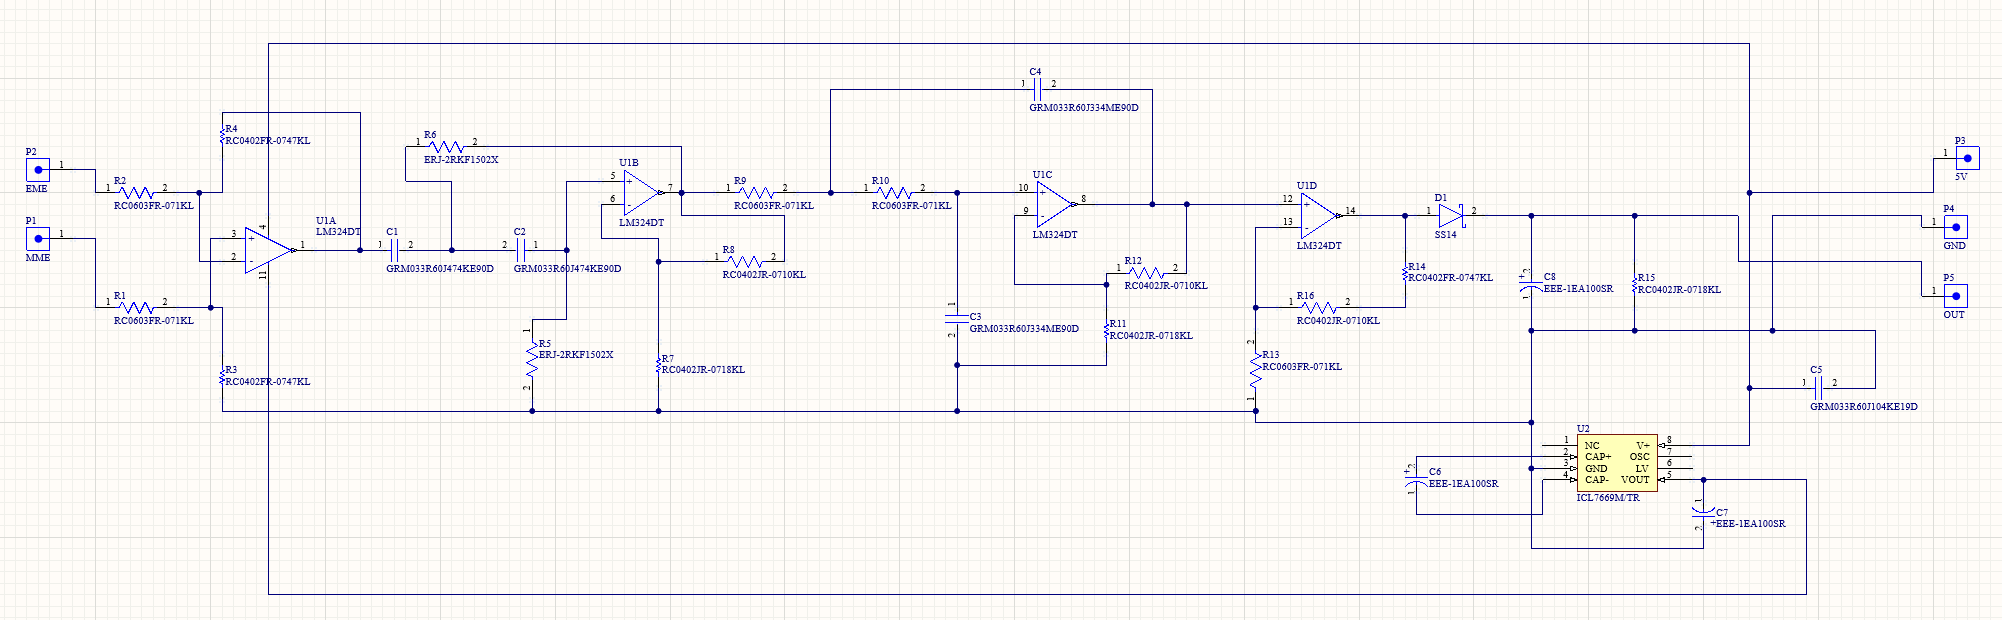 P2
1
EME
P1
1
MME
1 R2 2
RC0603FR-071KL
1 R1 2
RC0603FR-071KL
R4
RC0402FR-0747KL
R3
RC0402FR-0747KL
U1A
LM324DT
3 +
2 -
4
11
1
C1
1 2
GRM033R60J474KE90D
R6
1 2
ERJ-2RKF1502X
C2
2 1
GRM033R60J474KE90D
1
R5
ERJ-2RKF1502X
2
U1B
5 +
6 -
7
LM324DT
R7
RC0402JR-0718KL
R8
1 2
RC0402JR-0710KL
1 R9 2
RC0603FR-071KL
1 R10 2
RC0603FR-071KL
C4
1 2
GRM033R60J334ME90D
U1C
10 +
9 -
8
LM324DT
1
C3
GRM033R60J334ME90D
2
R12
1 2
RC0402JR-0710KL
R11
RC0402JR-0718KL
U1D
12 +
13 -
14
LM324DT
R14
RC0402FR-0747KL
1 R16 2
RC0402JR-0710KL
2
R13
RC0603FR-071KL
1
D1
1 2
SS14
+ 2
C8
EEE-1EA100SR
1
R15
RC0402JR-0718KL
P3
1
5V
P4
1
GND
P5
1
OUT
C5
1 2
GRM033R60J104KE19D
U2
1 NC V+ 8
2 CAP+ OSC 7
3 GND LV 6
4 CAP- VOUT 5
ICL7669M/TR
+ 2
C6
EEE-1EA100SR
1
1
C7
+EEE-1EA100SR
2